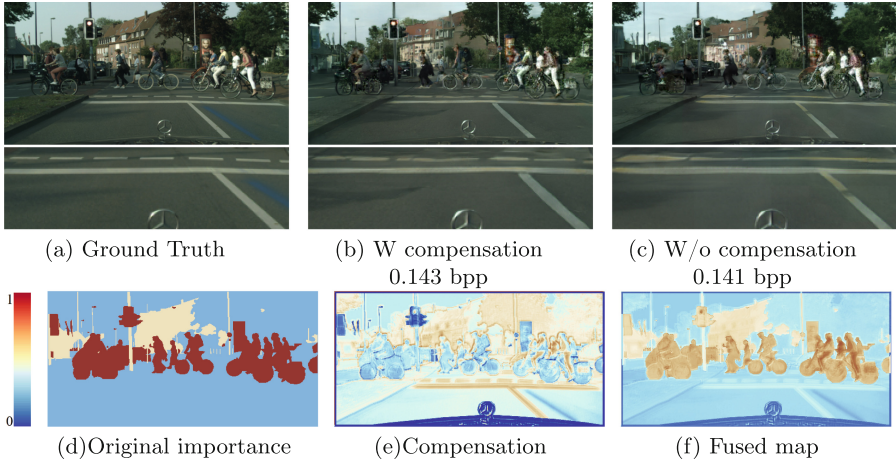 (a) Ground Truth
(b) W compensation
0.143 bpp
(c) W/o compensation
0.141 bpp
1
0
(d)Original importance
(e)Compensation
(f) Fused map